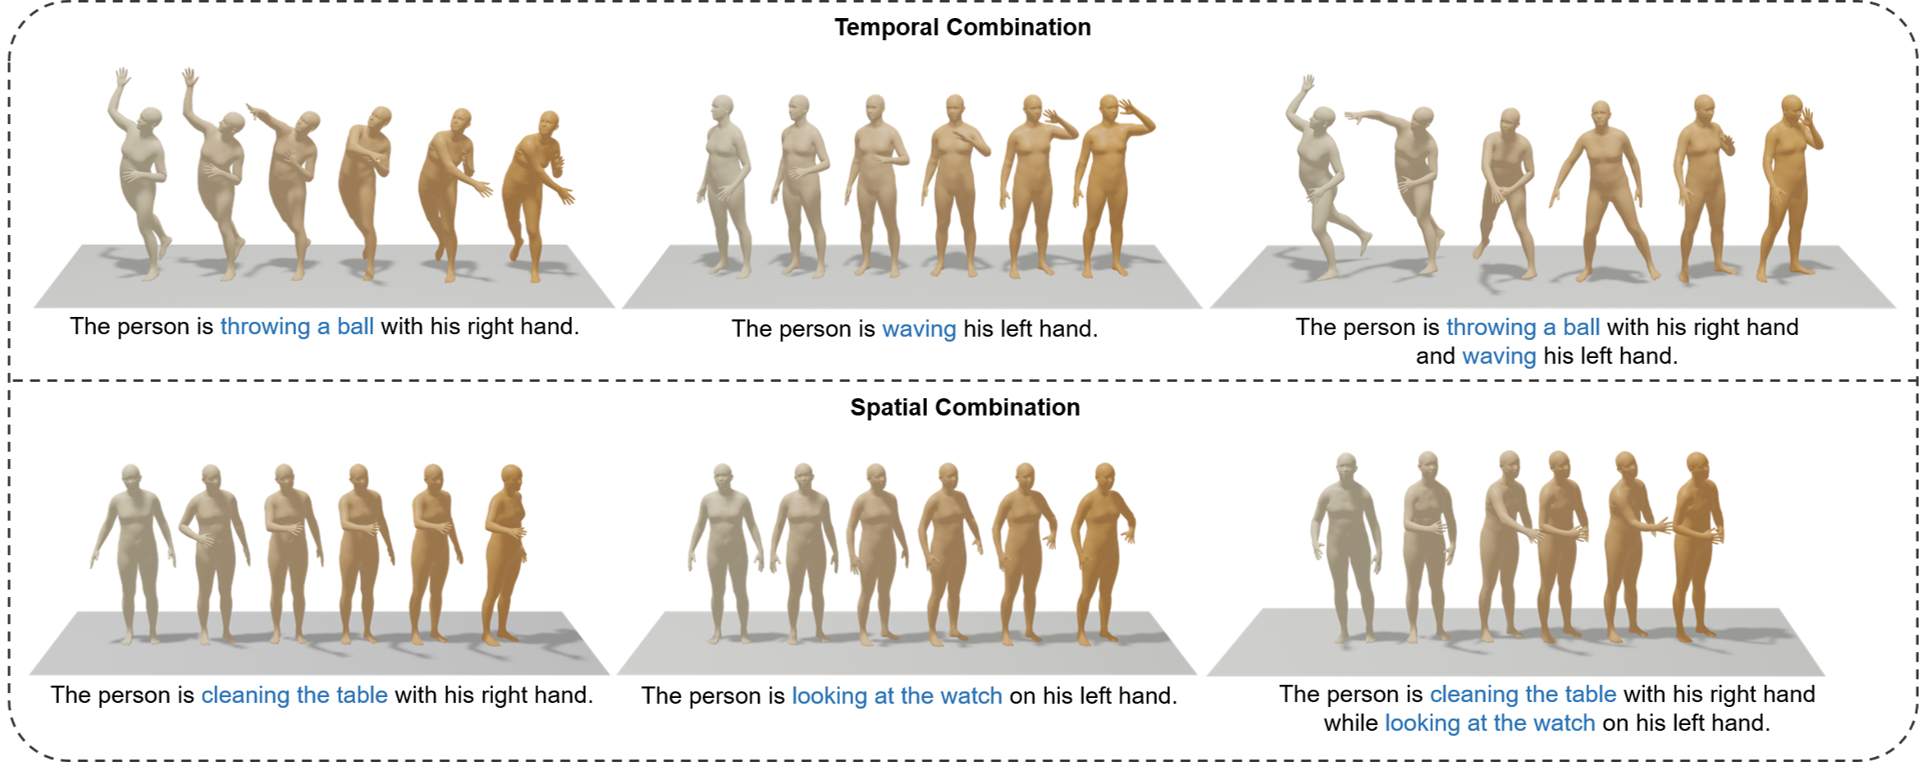 Temporal Combination
The person is throwing a ball with his right hand.
The person is waving his left hand.
The person is throwing a ball with his right hand
and waving his left hand.
Spatial Combination
The person is cleaning the table with his right hand.
The person is looking at the watch on his left hand.
The person is cleaning the table with his right hand
while looking at the watch on his left hand.